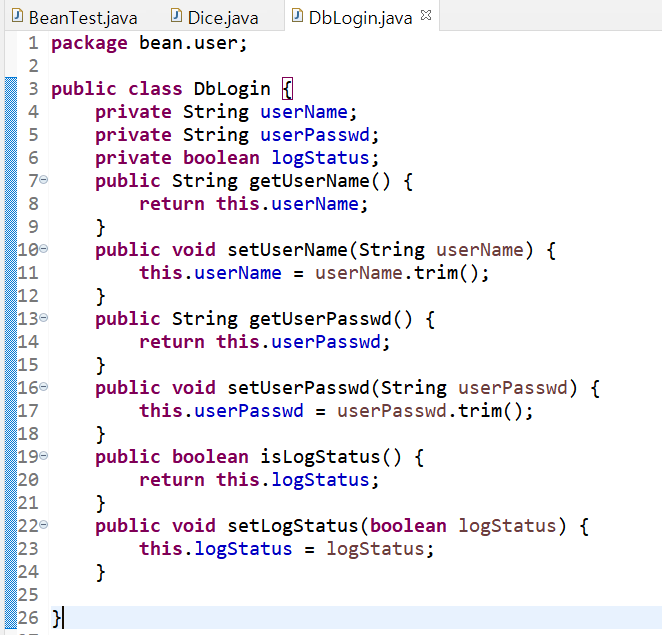 BeanTest.java Dice.java DbLogin.java
1 package bean.user;
2
3 public class DbLogin {
4     private String userName;
5     private String userPasswd;
6     private boolean logStatus;
7     public String getUserName() {
8         return this.userName;
9     }
10     public void setUserName(String userName) {
11         this.userName = userName.trim();
12     }
13     public String getUserPasswd() {
14         return this.userPasswd;
15     }
16     public void setUserPasswd(String userPasswd) {
17         this.userPasswd = userPasswd.trim();
18     }
19     public boolean isLogStatus() {
20         return this.logStatus;
21     }
22     public void setLogStatus(boolean logStatus) {
23         this.logStatus = logStatus;
24     }
25
26 }